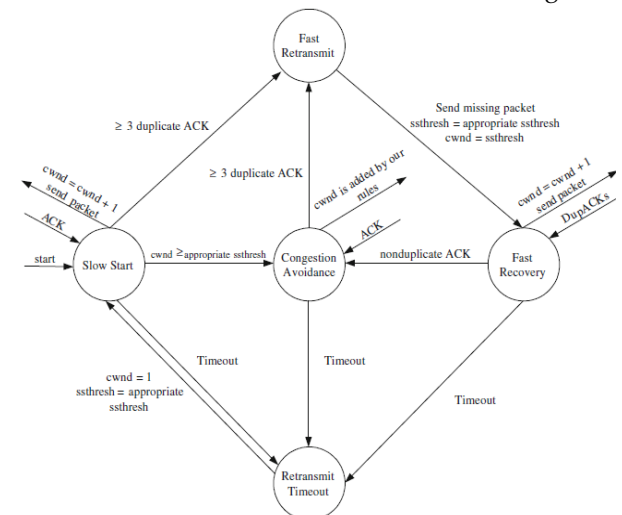 Fast
Retransmit
Send missing packet
ssthresh = appropriate ssthresh
cwnd = ssthresh
≥ 3 duplicate ACK
≥ 3 duplicate ACK
cwnd is added by our
rules
ACK
cwnd = cwnd + 1
send packet
ACK
start
Slow Start
cwnd ≥appropriate ssthresh
Congestion
Avoidance
nonduplicate ACK
cwnd = cwnd + 1
send packet
DupACKs
Fast
Recovery
Timeout
Timeout
Timeout
cwnd = 1
ssthresh = appropriate
ssthresh
Retransmit
Timeout